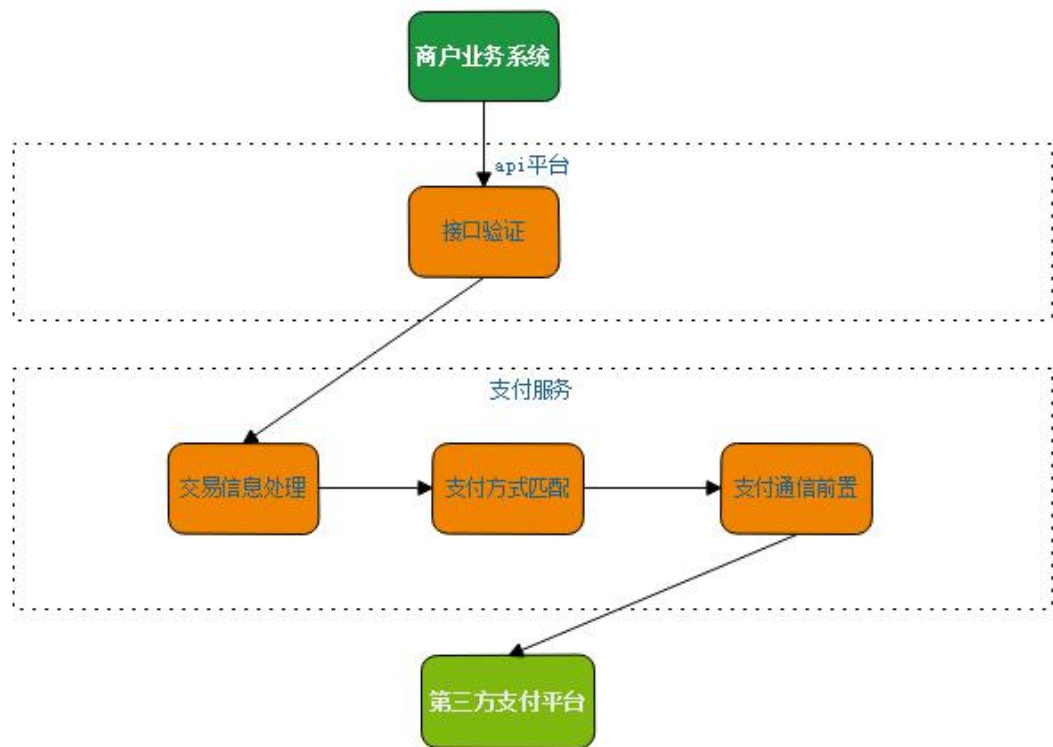 商户业务系统
api平台
接口验证
支付服务
交易信息处理
支付方式匹配
支付通信前置
第三方支付平台